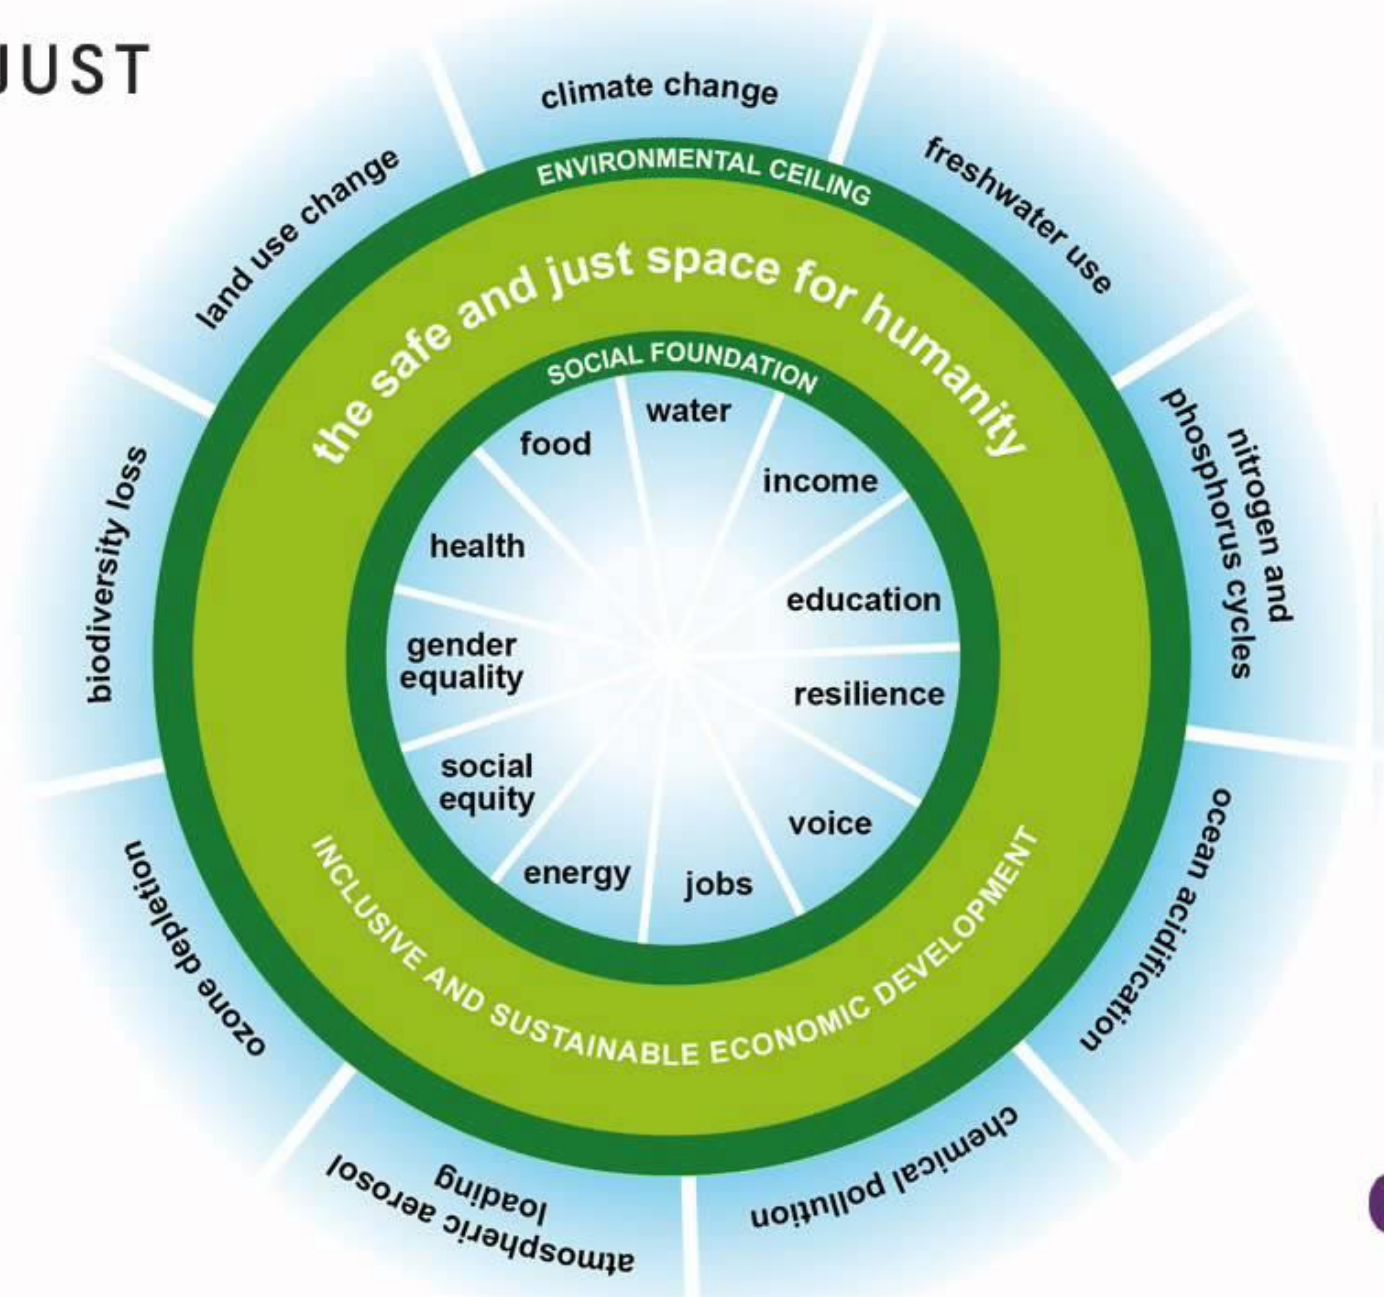 JUST
climate change
freshwater use
nitrogen and
phosphorus cycles
ocean acidification
chemical pollution
atmospheric aerosol
loading
ozone depletion
biodiversity loss
land use change
ENVIRONMENTAL CEILING
the safe and just space for humanity
SOCIAL FOUNDATION
water
income
education
resilience
voice
jobs
energy
social
equity
gender
equality
health
food
INCLUSIVE AND SUSTAINABLE ECONOMIC DEVELOPMENT